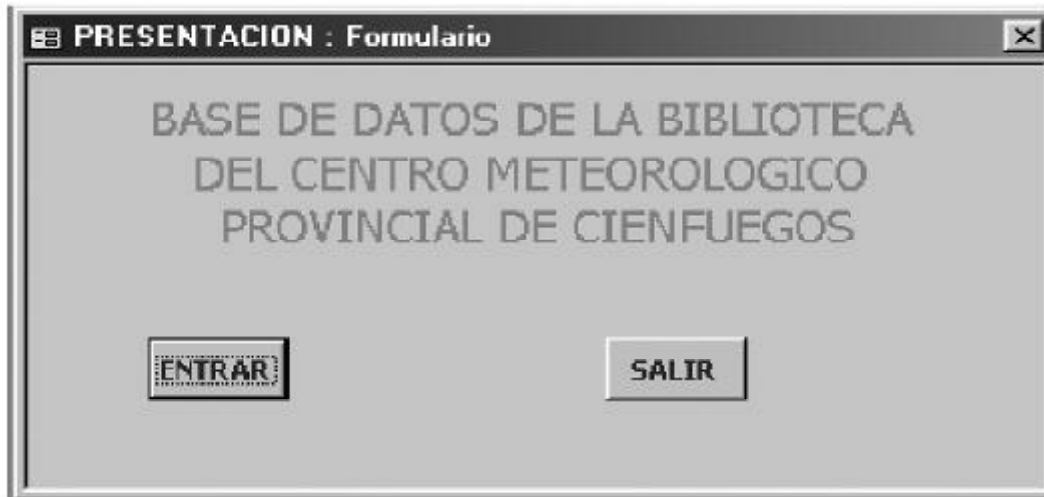 PRESENTACION : Formulario
BASE DE DATOS DE LA BIBLIOTECA
DEL CENTRO METEOROLOGICO
PROVINCIAL DE CIENFUEGOS
ENTRAR
SALIR